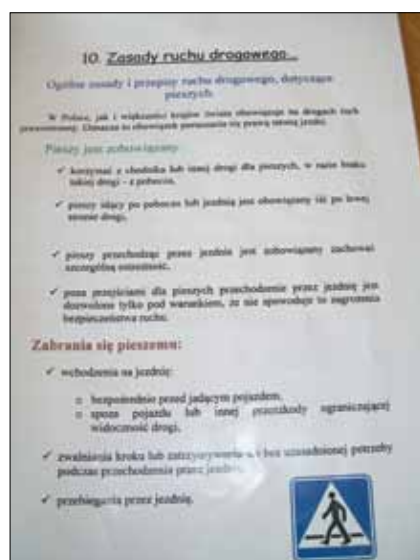 10. Zasady ruchu drogowego...
Ogólne zasady i przepisy ruchu drogowego, dotyczące
pieszych.
W Polsce, jak i większości krajów świata obowiązuje na drogach ruch
prawostronny. Oznacza to obowiązek poruszania się prawą stroną jezdni.
Pieszy jest zobowiązany
✓ korzystać z chodnika lub innej drogi dla pieszych, w razie braku
takiej drogi – z pobocza,
✓ pieszy idący po poboczu lub jezdnią jest obowiązany iść po lewej
stronie drogi,
✓ pieszy przechodząc przez jezdnię jest zobowiązany zachować
szczególną ostrożność,
✓ poza przejściami dla pieszych przechodzenie przez jezdnię jest
dozwolone tylko pod warunkiem, że nie spowoduje to zagrożenia
bezpieczeństwa ruchu.
Zabrania się pieszemu:
✓ wchodzenia na jezdnię:
o bezpośrednio przed jadącym pojazdem,
o spoza pojazdu lub innej przeszkody ograniczającej
widoczność drogi,
✓ zwalniania kroku lub zatrzymywania się bez uzasadnionej potrzeby
podczas przechodzenia przez jezdnię,
✓ przebiegania przez jezdnię,